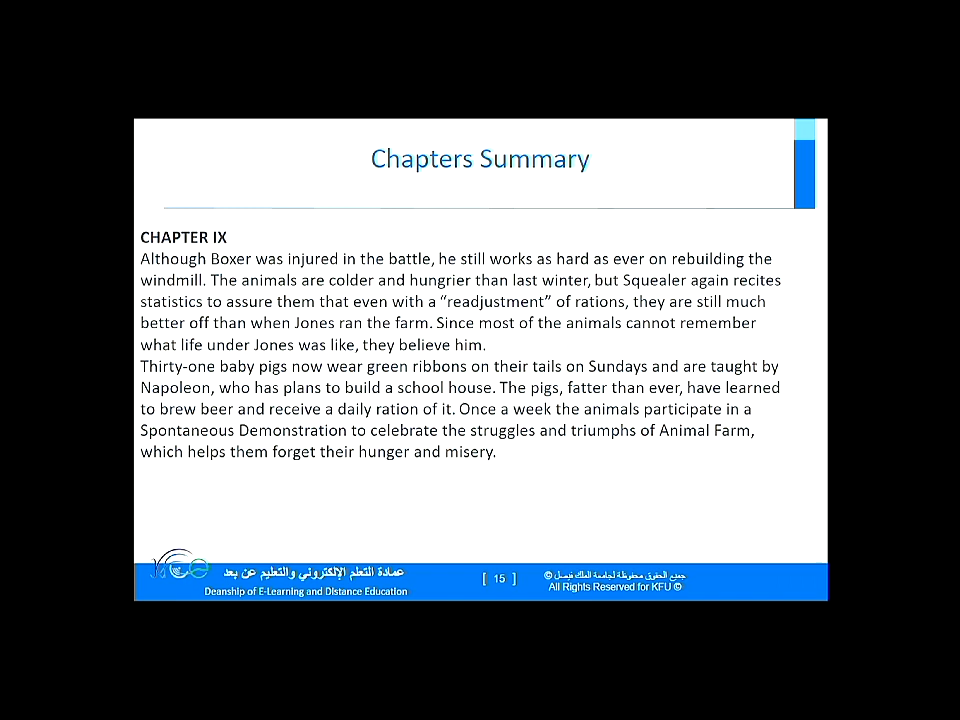 Chapters Summary
CHAPTER IX
Although Boxer was injured in the battle, he still works as hard as ever on rebuilding the
windmill. The animals are colder and hungrier than last winter, but Squealer again recites
statistics to assure them that even with a “readjustment” of rations, they are still much
better off than when Jones ran the farm. Since most of the animals cannot remember
what life under Jones was like, they believe him.
Thirty-one baby pigs now wear green ribbons on their tails on Sundays and are taught by
Napoleon, who has plans to build a school house. The pigs, fatter than ever, have learned
to brew beer and receive a daily ration of it. Once a week the animals participate in a
Spontaneous Demonstration to celebrate the struggles and triumphs of Animal Farm,
which helps them forget their hunger and misery.
عمادة التعلم الإلكتروني والتعليم عن بعد
Deanship of E-Learning and Distance Education
[ 15 ]
جميع الحقوق محفوظة لجامعة الملك فيصل ©
All Rights Reserved for KFU ©